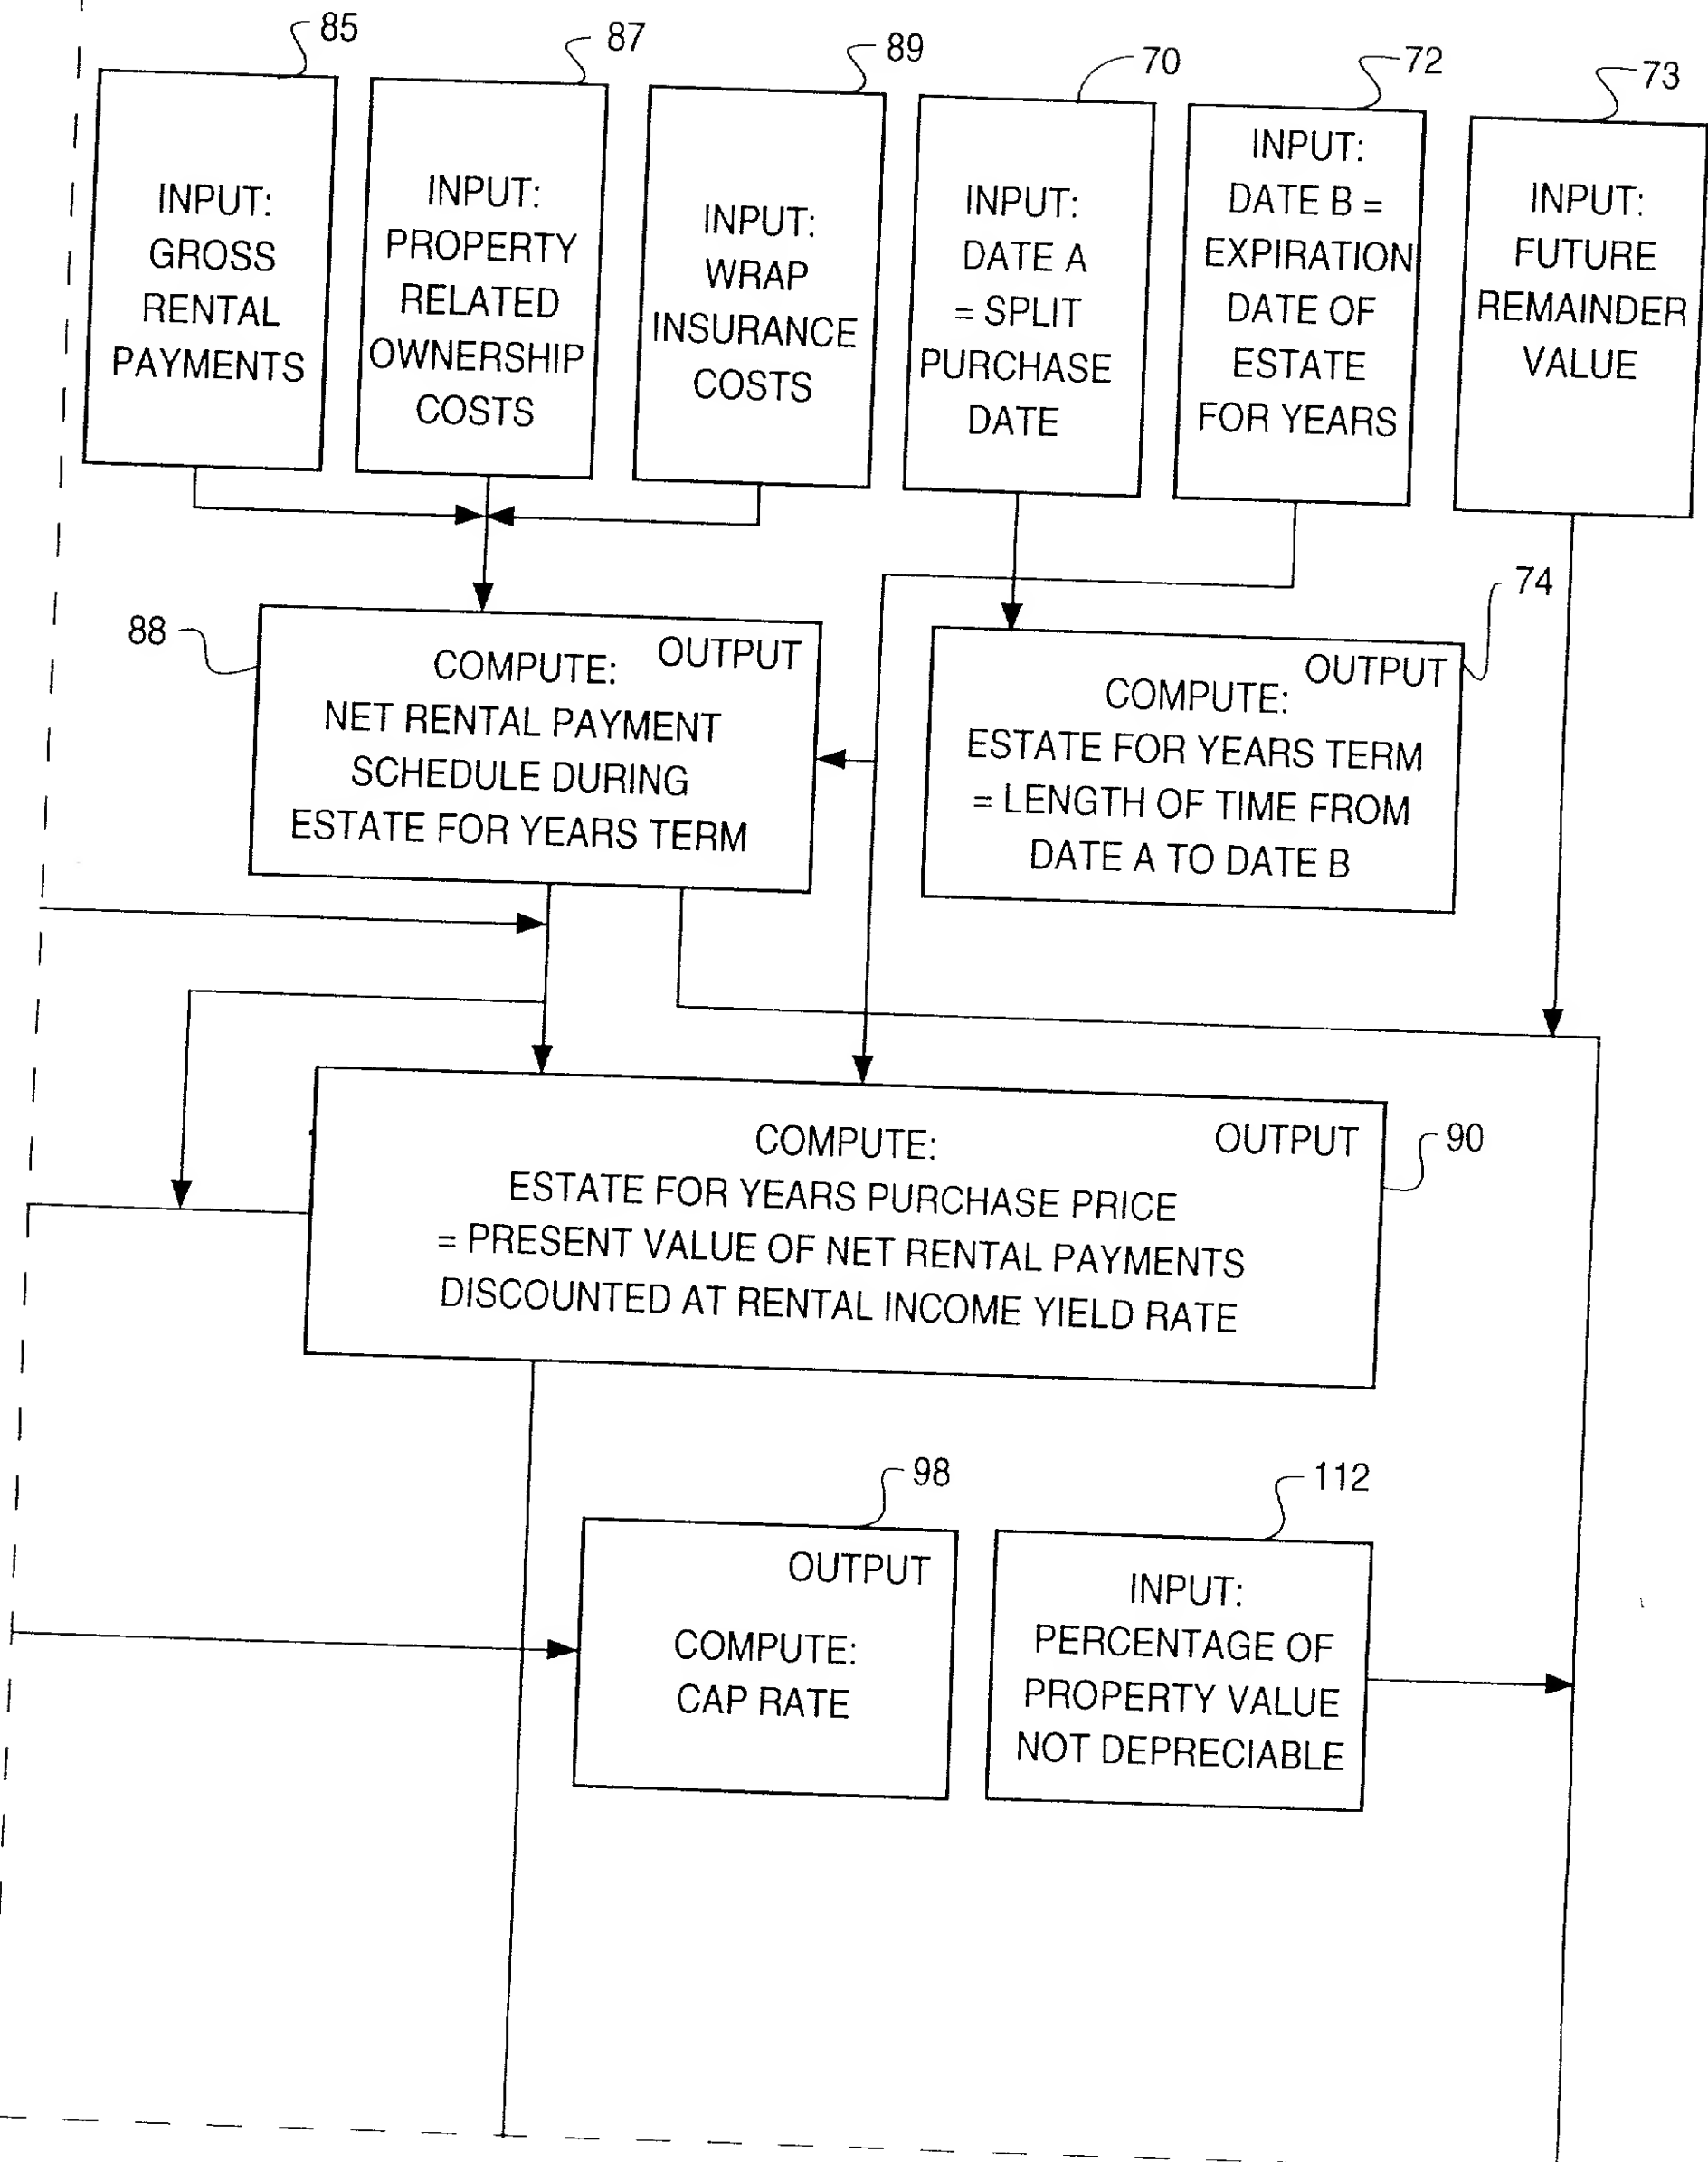 85
87
89
70
72
73
INPUT:
GROSS
RENTAL
PAYMENTS
INPUT:
PROPERTY
RELATED
OWNERSHIP
COSTS
INPUT:
WRAP
INSURANCE
COSTS
INPUT:
DATE A
= SPLIT
PURCHASE
DATE
INPUT:
DATE B =
EXPIRATION
DATE OF
ESTATE
FOR YEARS
INPUT:
FUTURE
REMAINDER
VALUE
88
OUTPUT
COMPUTE:
NET RENTAL PAYMENT
SCHEDULE DURING
ESTATE FOR YEARS TERM
74
OUTPUT
COMPUTE:
ESTATE FOR YEARS TERM
= LENGTH OF TIME FROM
DATE A TO DATE B
90
OUTPUT
COMPUTE:
ESTATE FOR YEARS PURCHASE PRICE
= PRESENT VALUE OF NET RENTAL PAYMENTS
DISCOUNTED AT RENTAL INCOME YIELD RATE
98
OUTPUT
COMPUTE:
CAP RATE
112
INPUT:
PERCENTAGE OF
PROPERTY VALUE
NOT DEPRECIABLE